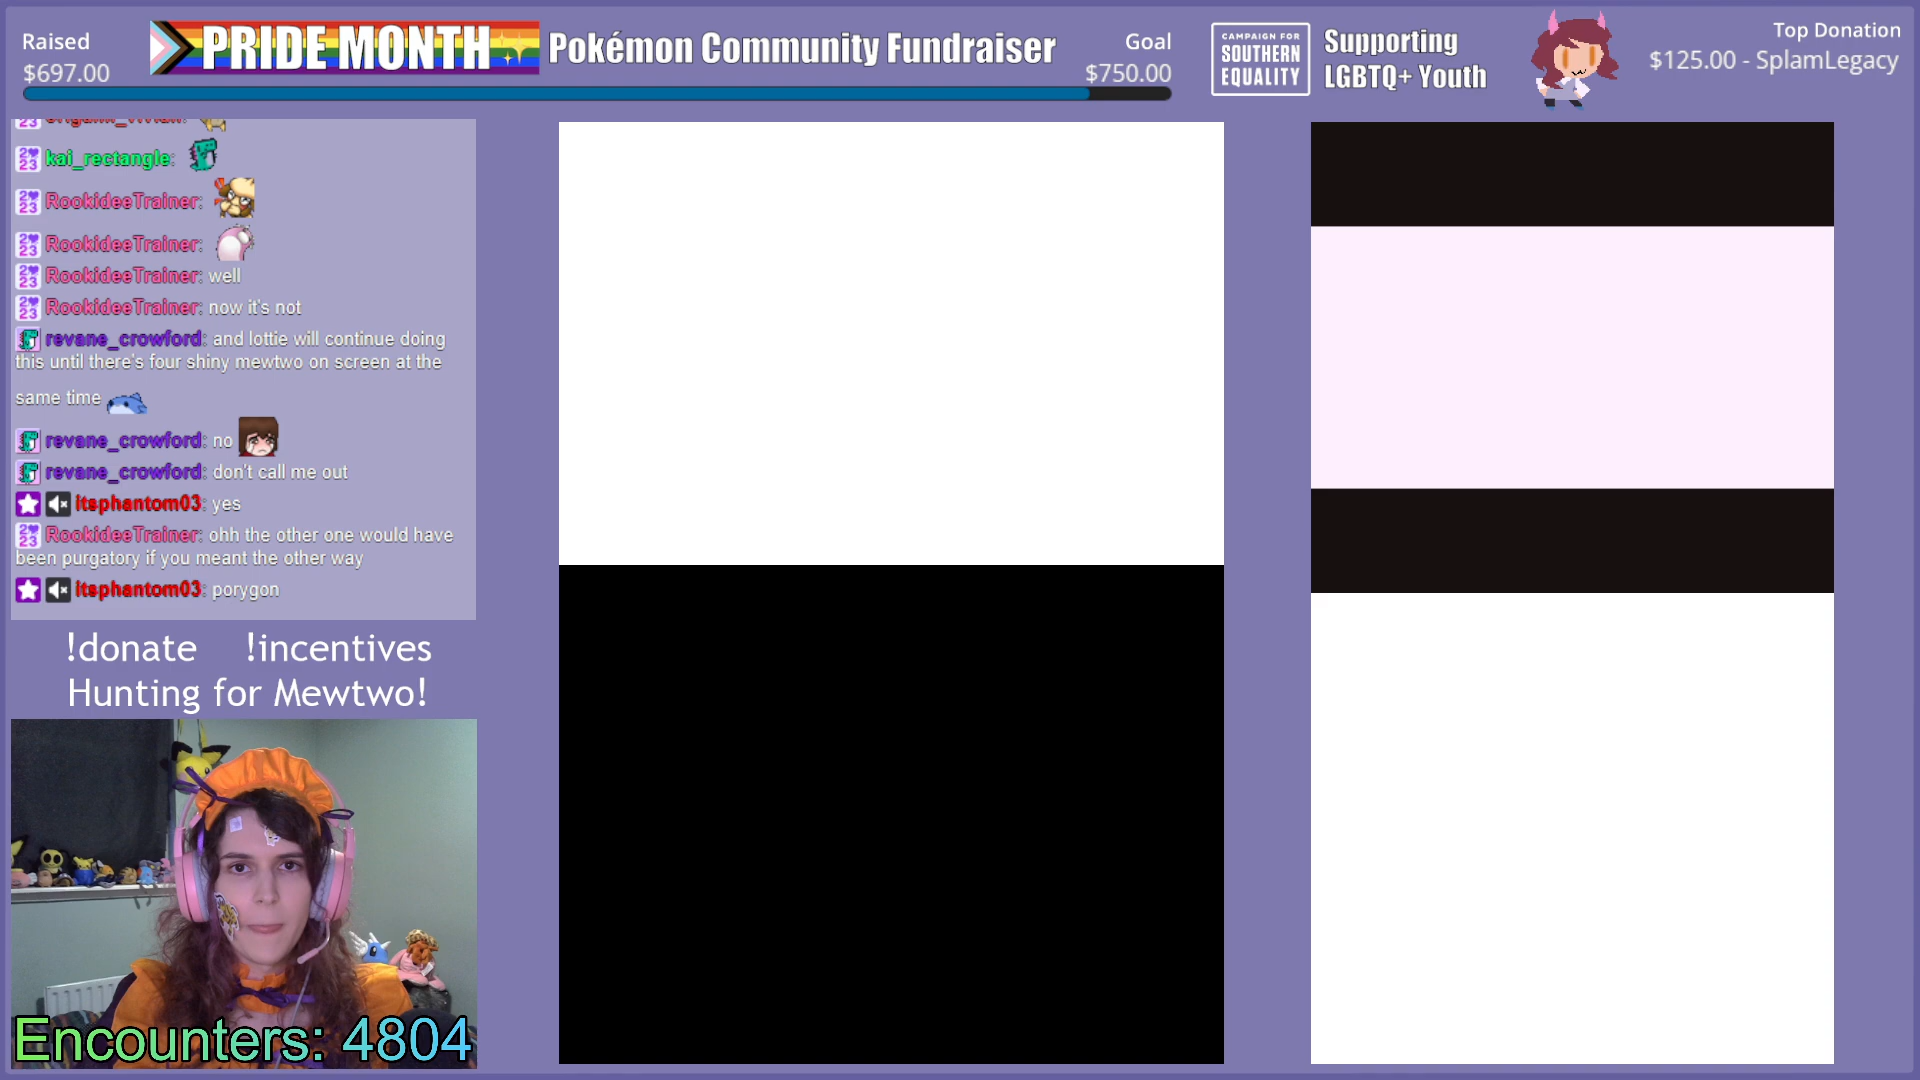 Raised
$697.00
PRIDE MONTH
Pokémon Community Fundraiser
Goal
$750.00
CAMPAIGN FOR
SOUTHERN
EQUALITY
Supporting
LGBTQ+ Youth
Top Donation
$125.00 - SplamLegacy
kai_rectangle:
RookideeTrainer:
RookideeTrainer:
RookideeTrainer: well
RookideeTrainer: now it's not
revane_crowford: and lottie will continue doing
this until there's four shiny mewtwo on screen at the
same time
revane_crowford: no
revane_crowford: don't call me out
itsphantom03: yes
RookideeTrainer: ohh the other one would have
been purgatory if you meant the other way
itsphantom03: porygon
!donate !incentives
Hunting for Mewtwo!
Encounters: 4804